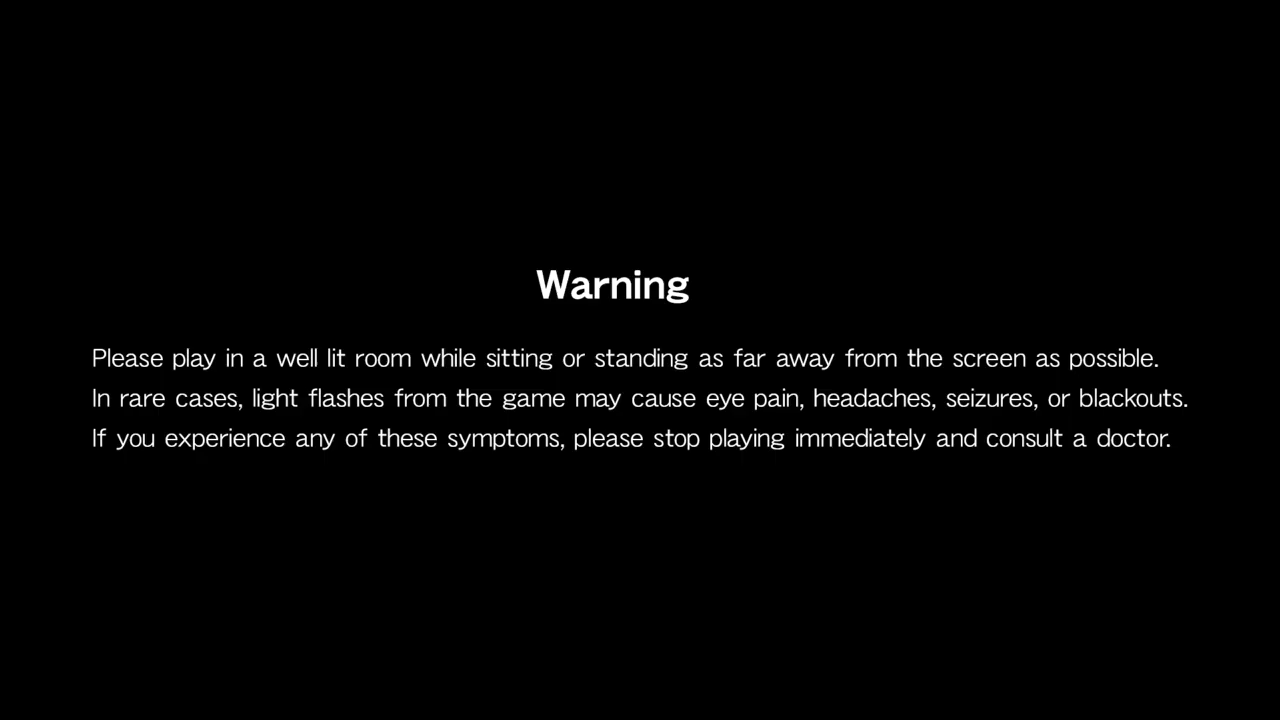 Warning
Please play in a well lit room while sitting or standing as far away from the screen as possible.
In rare cases, light flashes from the game may cause eye pain, headaches, seizures, or blackouts.
If you experience any of these symptoms, please stop playing immediately and consult a doctor.